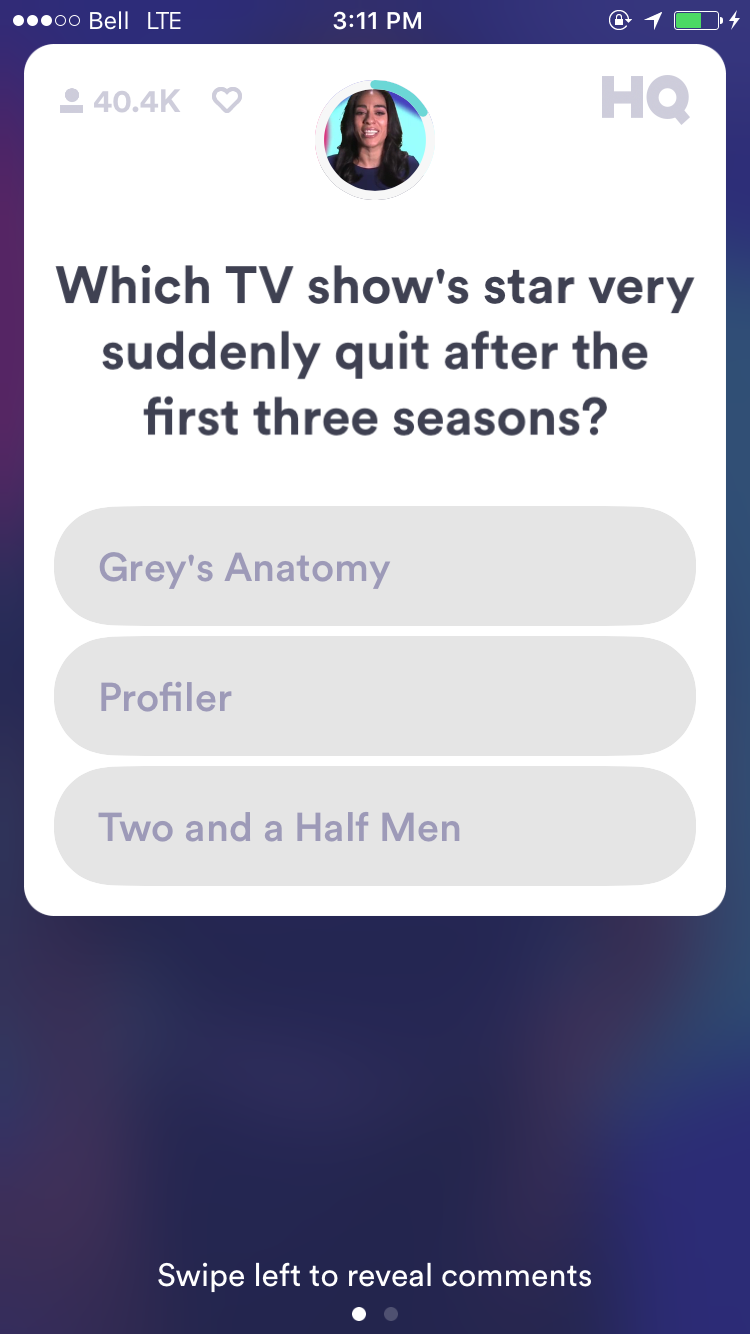 Bell LTE 3:11 PM
40.4K HQ
Which TV show's star very
suddenly quit after the
first three seasons?
Grey's Anatomy
Profiler
Two and a Half Men
Swipe left to reveal comments